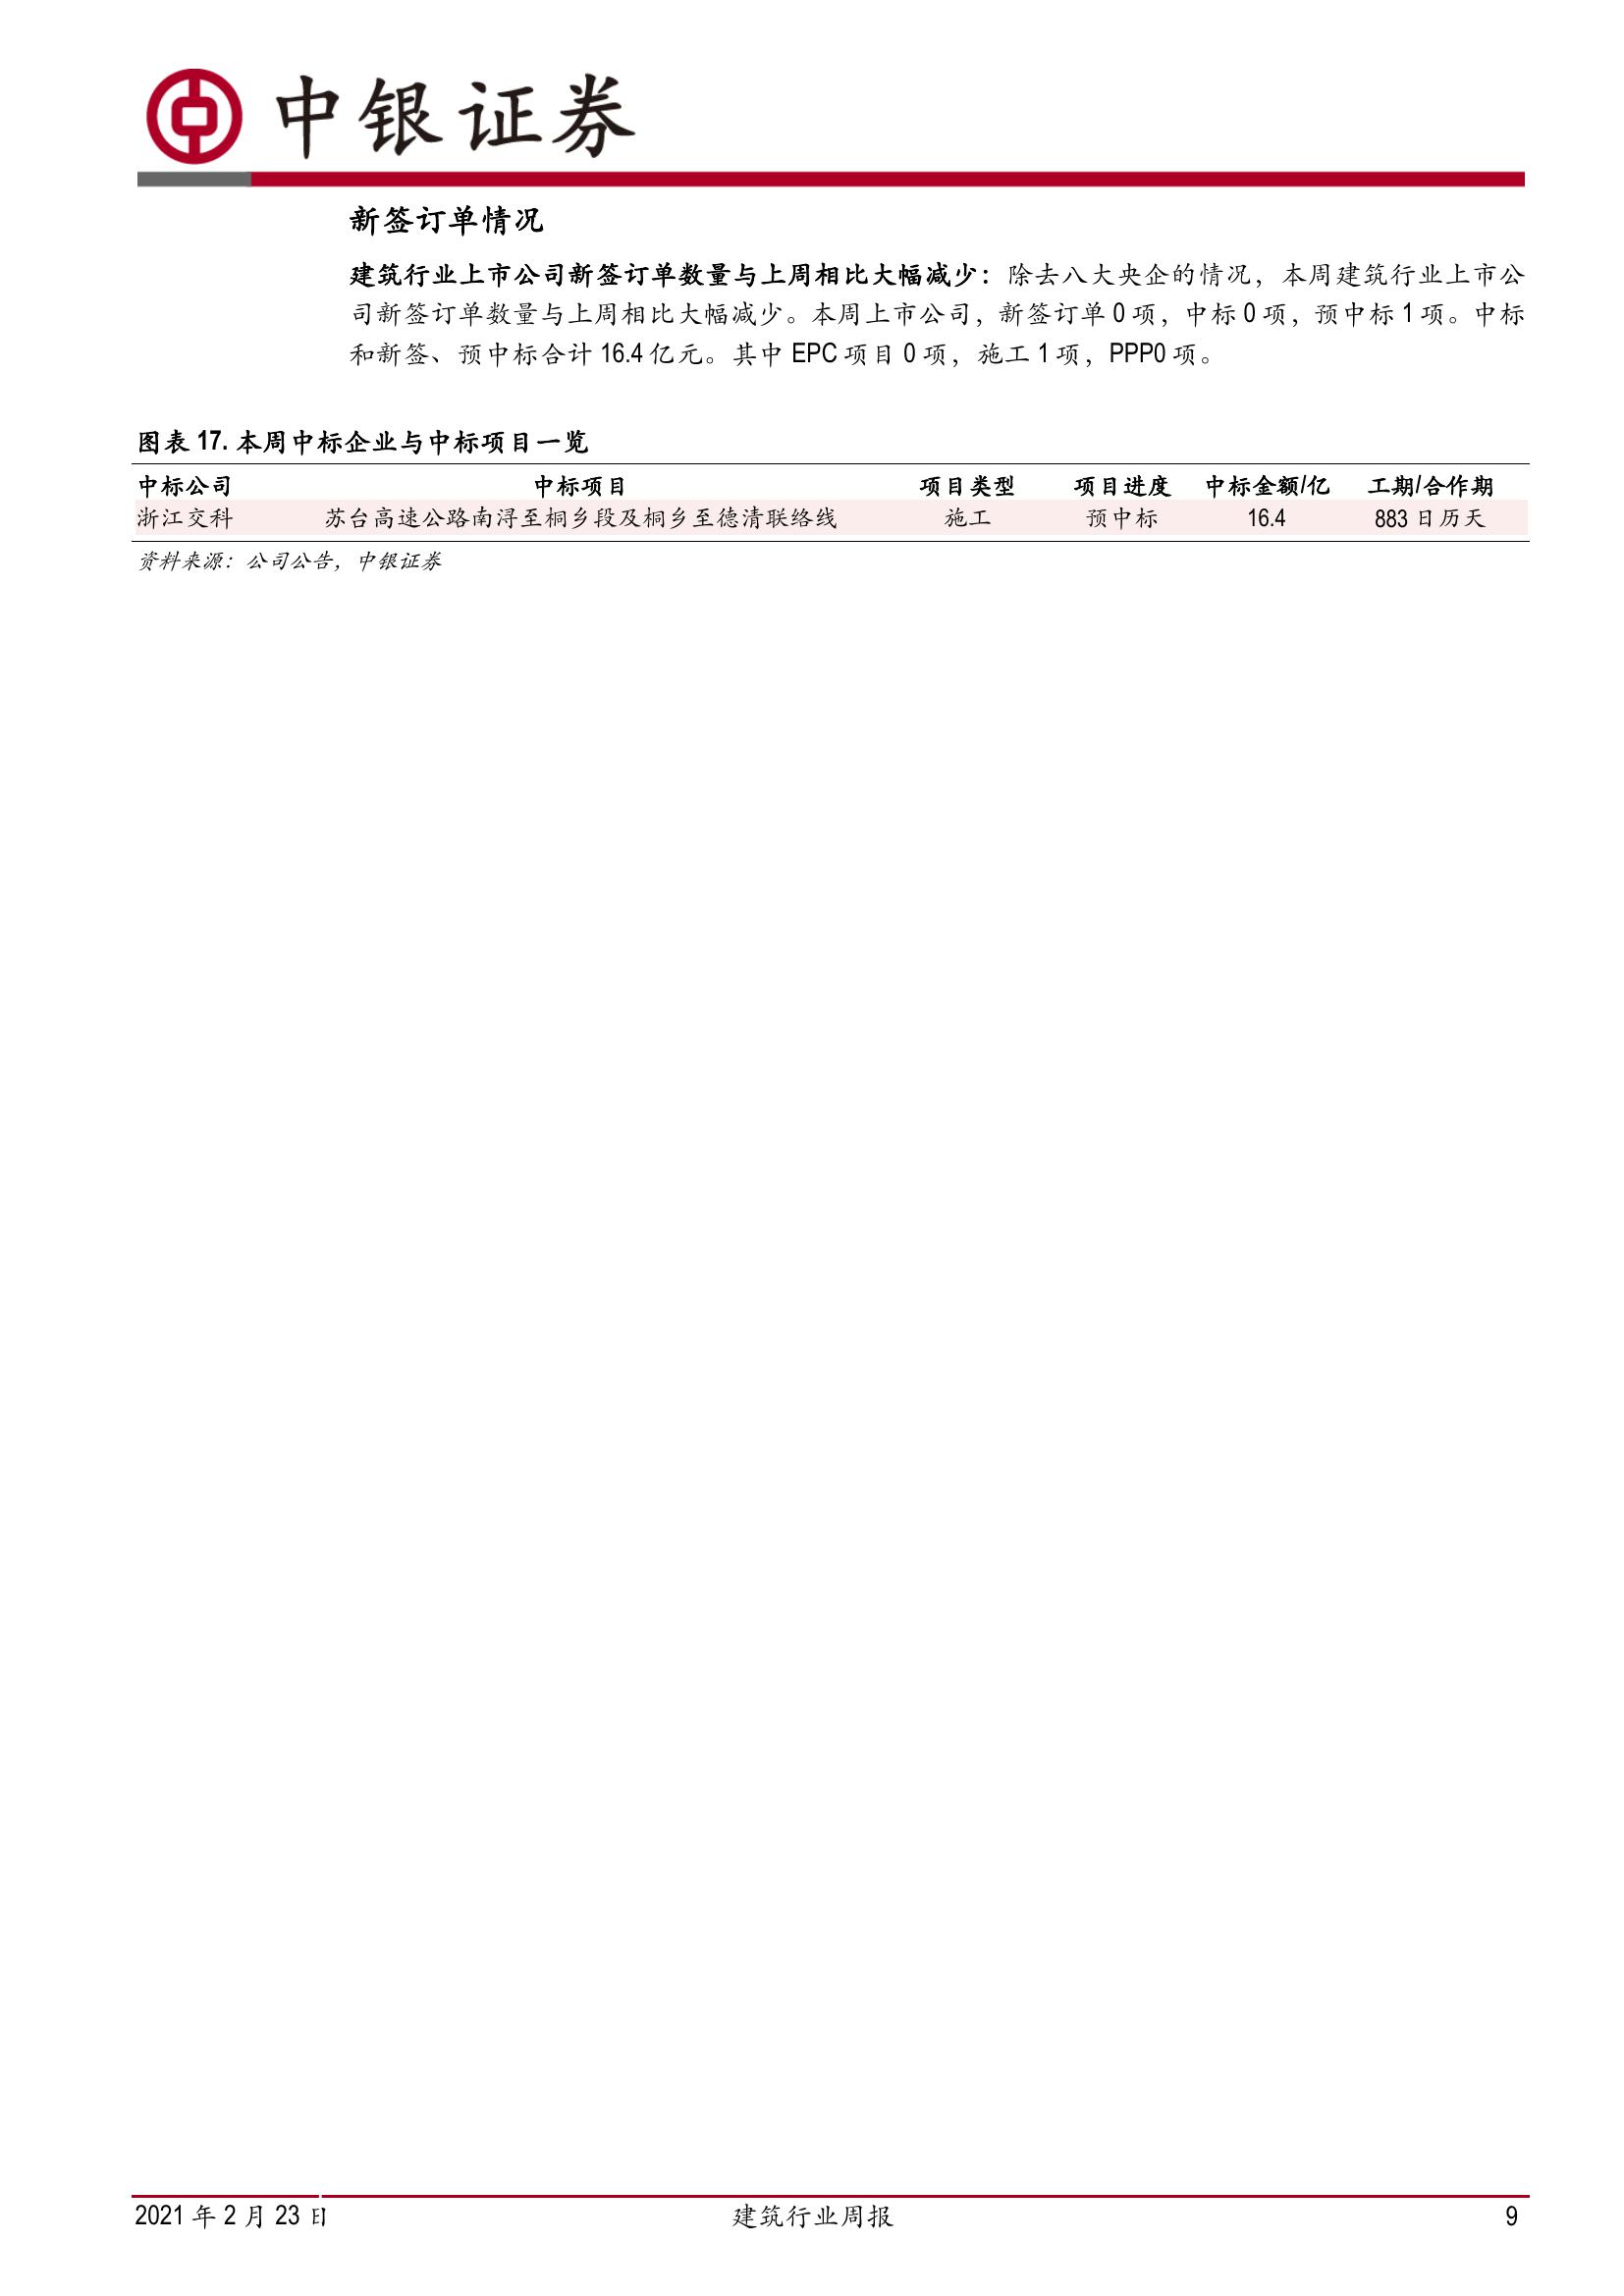 中银证券
新签订单情况
建筑行业上市公司新签订单数量与上周相比大幅减少：除去八大央企的情况，本周建筑行业上市公
司新签订单数量与上周相比大幅减少。本周上市公司，新签订单 0 项，中标 0 项，预中标 1 项。中标
和新签、预中标合计 16.4 亿元。其中 EPC 项目 0 项，施工 1 项，PPP0 项。
图表 17. 本周中标企业与中标项目一览
中标公司 中标项目 项目类型 项目进度 中标金额/亿 工期/合作期
浙江交科 苏台高速公路南浔至桐乡段及桐乡至德清联络线 施工 预中标 16.4 883 日历天
资料来源：公司公告，中银证券
2021 年 2 月 23 日 建筑行业周报 9